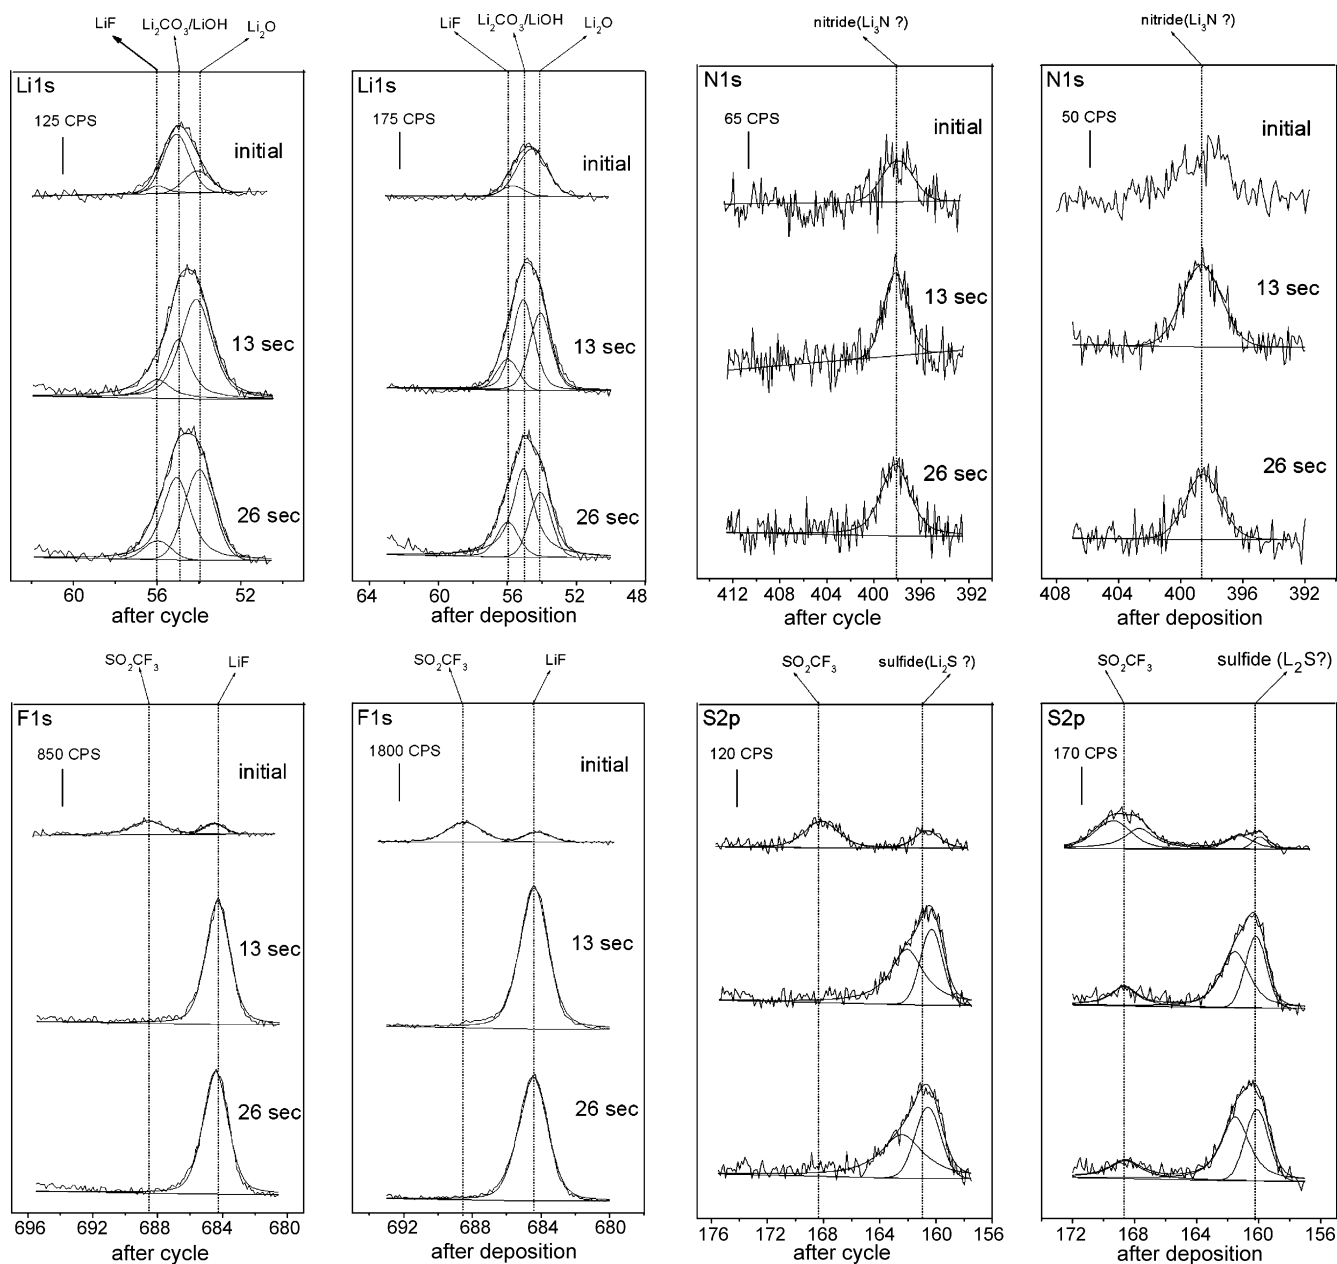 LiF Li₂CO₃/LiOH Li₂O
LiF Li₂CO₃/LiOH Li₂O
nitride(Li₃N ?)
nitride(Li₃N ?)
Li1s
125 CPS
initial
13 sec
26 sec
60 56 52
after cycle
Li1s
175 CPS
initial
13 sec
26 sec
64 60 56 52 48
after deposition
N1s
65 CPS
initial
13 sec
26 sec
412 408 404 400 396 392
after cycle
N1s
50 CPS
initial
13 sec
26 sec
408 404 400 396 392
after deposition
SO₂CF₃ LiF
SO₂CF₃ LiF
SO₂CF₃ sulfide(Li₂S ?)
SO₂CF₃ sulfide (L₂S?)
F1s
850 CPS
initial
13 sec
26 sec
696 692 688 684 680
after cycle
F1s
1800 CPS
initial
13 sec
26 sec
692 688 684 680
after deposition
S2p
120 CPS
176 172 168 164 160 156
after cycle
S2p
170 CPS
172 168 164 160 156
after deposition